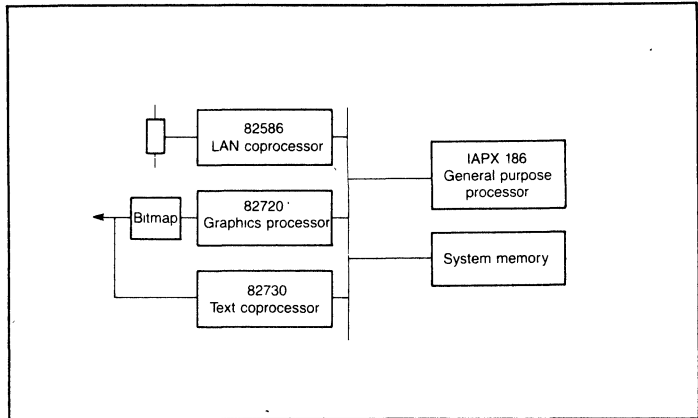 82586
LAN coprocessor
IAPX 186
General purpose
processor
Bitmap
82720
Graphics processor
System memory
82730
Text coprocessor